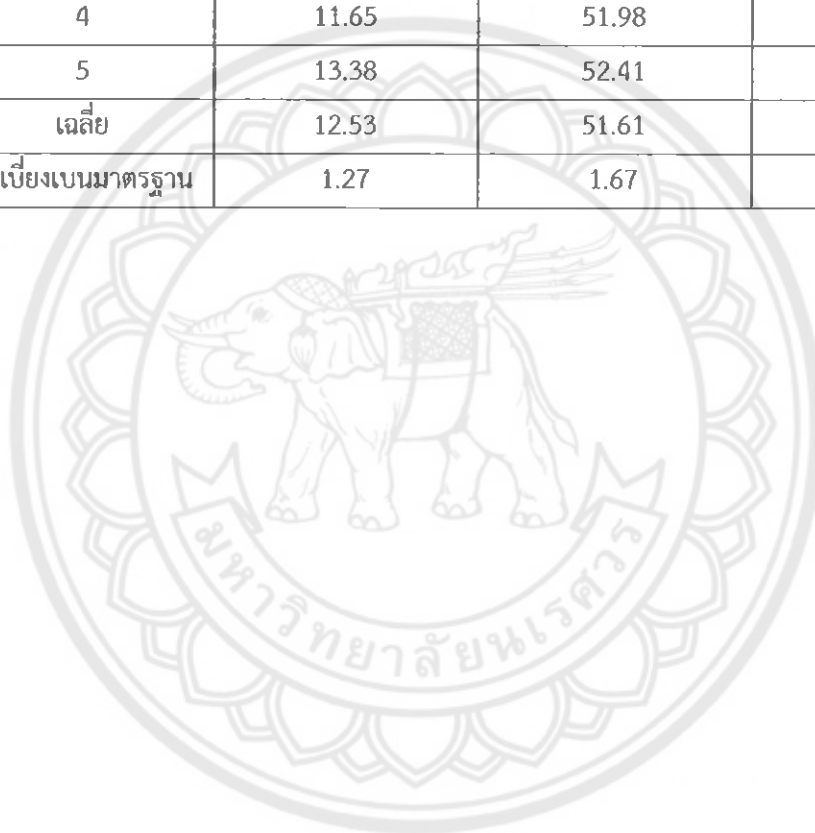 4 11.65 51.98
5 13.38 52.41
เฉลี่ย 12.53 51.61
เบี่ยงเบนมาตรฐาน 1.27 1.67
มหาวิทยาลัยนเรศวร